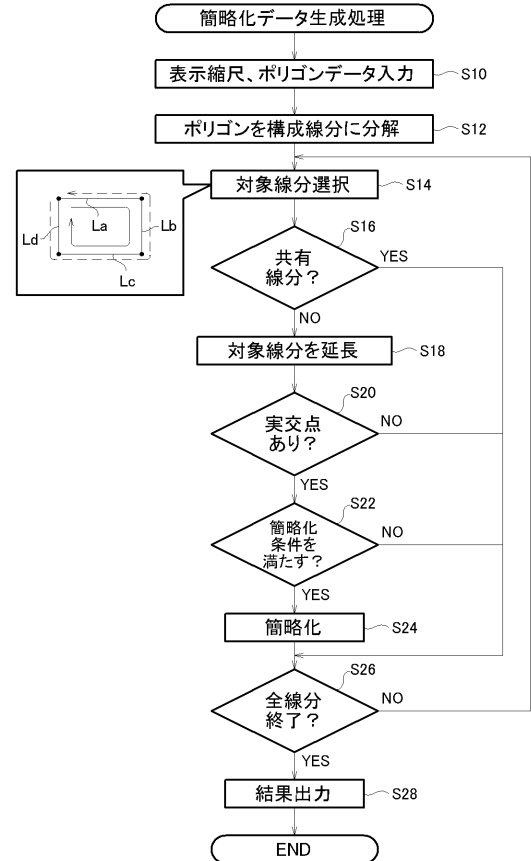 簡略化データ生成処理
表示縮尺、ポリゴンデータ入力
S10
ポリゴンを構成線分に分解
S12
対象線分選択
S14
La
Lb
Ld
Lc
共有
線分？
S16
YES
NO
対象線分を延長
S18
実交点
あり？
S20
NO
YES
簡略化
条件を
満たす？
S22
NO
YES
簡略化
S24
全線分
終了？
S26
NO
YES
結果出力
S28
END